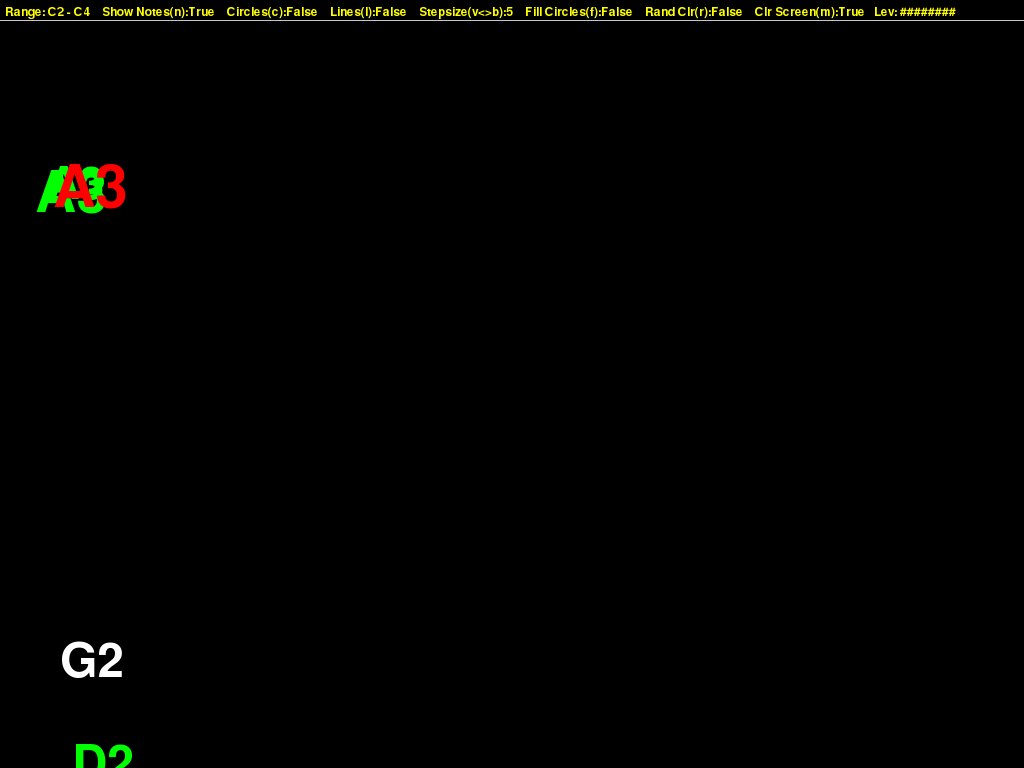 Range: C2 - C4 Show Notes(n):True Circles(c):False Lines(l):False Stepsize(v<>b):5 Fill Circles(f):False Rand Clr(r):False Clr Screen(m):True Lev: ########
A3 A3
G2
D2